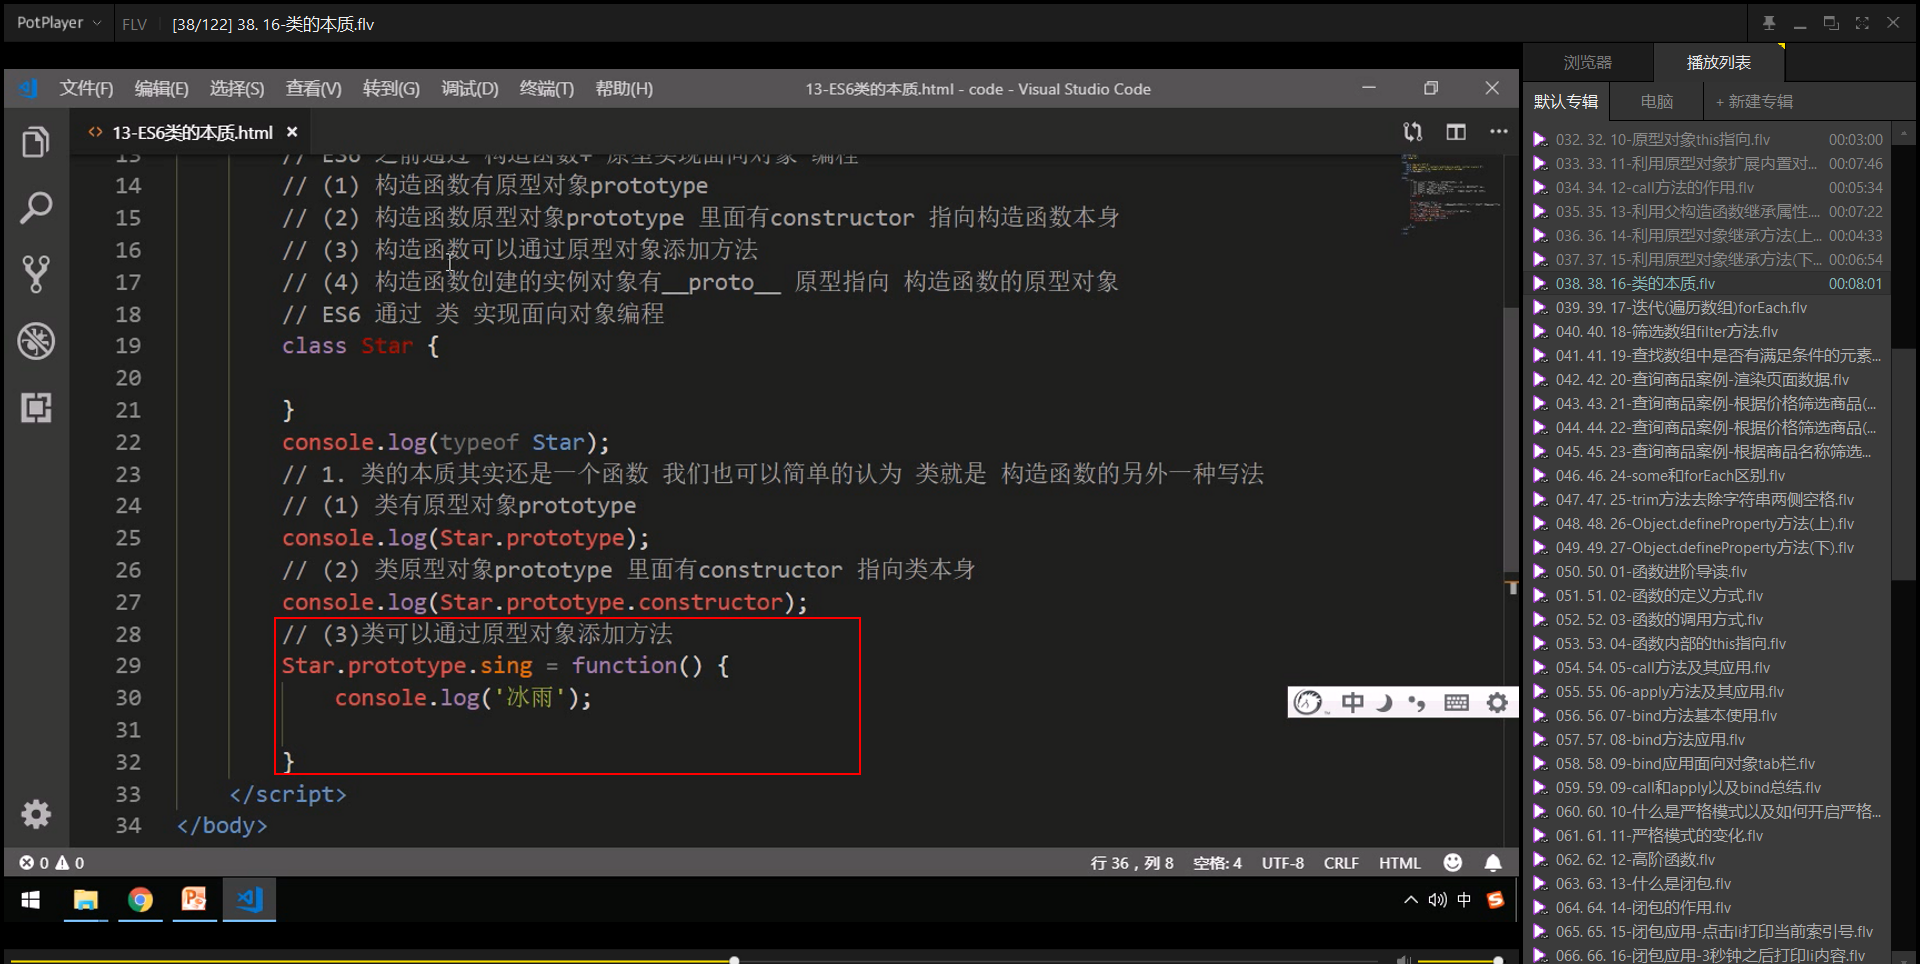 PotPlayer FLV [38/122] 38. 16-类的本质.flv
文件(F) 编辑(E) 选择(S) 查看(V) 转到(G) 调试(D) 终端(T) 帮助(H) 13-ES6类的本质.html - code - Visual Studio Code
13-ES6类的本质.html
13 // ES6 之前通过 构造函数+ 原型实现面向对象 编程
14 // (1) 构造函数有原型对象prototype
15 // (2) 构造函数原型对象prototype 里面有constructor 指向构造函数本身
16 // (3) 构造函数可以通过原型对象添加方法
17 // (4) 构造函数创建的实例对象有__proto__ 原型指向 构造函数的原型对象
18 // ES6 通过 类 实现面向对象编程
19 class Star {
20
21 }
22 console.log(typeof Star);
23 // 1. 类的本质其实还是一个函数 我们也可以简单的认为 类就是 构造函数的另外一种写法
24 // (1) 类有原型对象prototype
25 console.log(Star.prototype);
26 // (2) 类原型对象prototype 里面有constructor 指向类本身
27 console.log(Star.prototype.constructor);
28 // (3)类可以通过原型对象添加方法
29 Star.prototype.sing = function() {
30 console.log('冰雨');
31
32 }
33 </script>
34 </body>
中
0 0 行 36，列 8 空格: 4 UTF-8 CRLF HTML
中
浏览器 播放列表
默认专辑 电脑 + 新建专辑
032. 32. 10-原型对象this指向.flv 00:03:00
033. 33. 11-利用原型对象扩展内置对... 00:07:46
034. 34. 12-call方法的作用.flv 00:05:34
035. 35. 13-利用父构造函数继承属性.... 00:07:22
036. 36. 14-利用原型对象继承方法(上... 00:04:33
037. 37. 15-利用原型对象继承方法(下... 00:06:54
038. 38. 16-类的本质.flv 00:08:01
039. 39. 17-迭代(遍历数组)forEach.flv
040. 40. 18-筛选数组filter方法.flv
041. 41. 19-查找数组中是否有满足条件的元素...
042. 42. 20-查询商品案例-渲染页面数据.flv
043. 43. 21-查询商品案例-根据价格筛选商品(...
044. 44. 22-查询商品案例-根据价格筛选商品(...
045. 45. 23-查询商品案例-根据商品名称筛选...
046. 46. 24-some和forEach区别.flv
047. 47. 25-trim方法去除字符串两侧空格.flv
048. 48. 26-Object.defineProperty方法(上).flv
049. 49. 27-Object.defineProperty方法(下).flv
050. 50. 01-函数进阶导读.flv
051. 51. 02-函数的定义方式.flv
052. 52. 03-函数的调用方式.flv
053. 53. 04-函数内部的this指向.flv
054. 54. 05-call方法及其应用.flv
055. 55. 06-apply方法及其应用.flv
056. 56. 07-bind方法基本使用.flv
057. 57. 08-bind方法应用.flv
058. 58. 09-bind应用面向对象tab栏.flv
059. 59. 09-call和apply以及bind总结.flv
060. 60. 10-什么是严格模式以及如何开启严格...
061. 61. 11-严格模式的变化.flv
062. 62. 12-高阶函数.flv
063. 63. 13-什么是闭包.flv
064. 64. 14-闭包的作用.flv
065. 65. 15-闭包应用-点击li打印当前索引号.flv
066. 66. 16-闭包应用-3秒钟之后打印li内容.flv